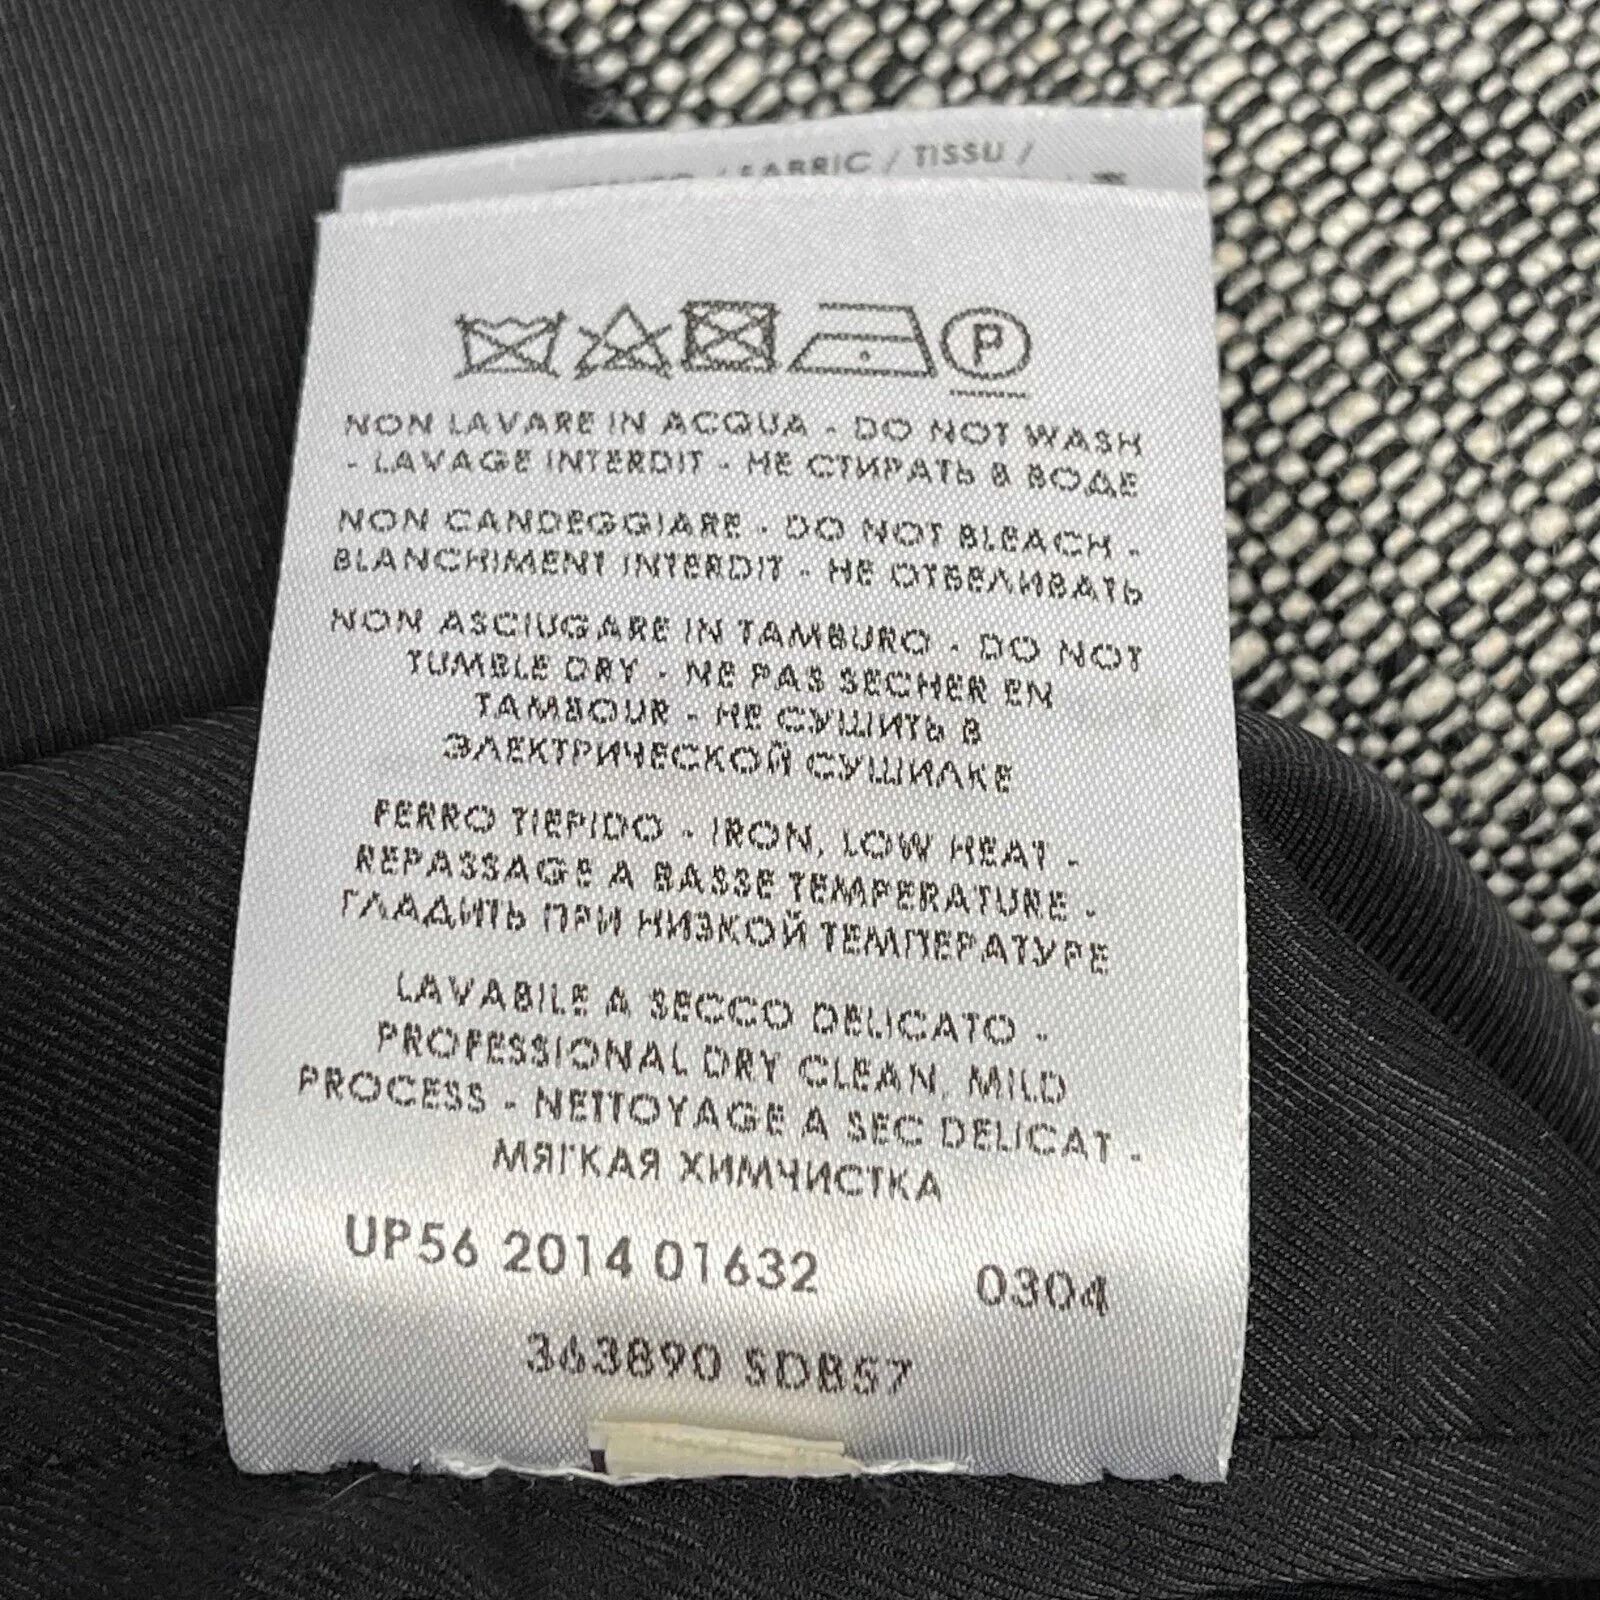 / FABRIC / TISSU /
P
NON LAVARE IN ACQUA - DO NOT WASH
- LAVAGE INTERDIT - НЕ СТИРАТЬ В ВОДЕ
NON CANDEGGIARE - DO NOT BLEACH -
BLANCHIMENT INTERDIT - НЕ ОТБЕЛИВАТЬ
NON ASCIUGARE IN TAMBURO - DO NOT
TUMBLE DRY - NE PAS SECHER EN
TAMBOUR - НЕ СУШИТЬ В
ЭЛЕКТРИЧЕСКОЙ СУШИЛКЕ
FERRO TIEPIDO - IRON, LOW HEAT -
REPASSAGE A BASSE TEMPERATURE -
ГЛАДИТЬ ПРИ НИЗКОЙ ТЕМПЕРАТУРЕ
LAVABILE A SECCO DELICATO -
PROFESSIONAL DRY CLEAN, MILD
PROCESS - NETTOYAGE A SEC DELICAT -
МЯГКАЯ ХИМЧИСТКА
UP56 2014 01632 0304
363890 SDB57